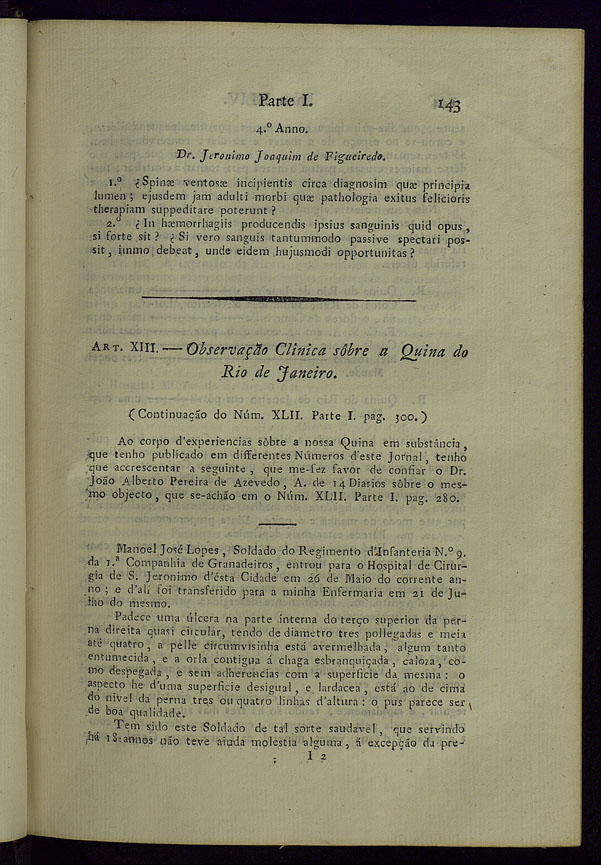 Parte I. 143
4.º Anno.
Dr. Jeronimo Joaquim de Figueiredo.
1.º ¿Spinæ ventosæ incipientis circa diagnosim quæ principia
lumen ; ejusdem jam adulti morbi quæ pathologia exitus felicioris
therapiam suppeditare poterunt ?
2.º ¿In hæmorrhagiis producendis ipsius sanguinis quid opus,
si forte sit ? ¿Si vero sanguis tantummodo passive spectari pos-
sit, immo debeat, unde eidem hujusmodi opportunitas ?
ART. XIII. — Observação Clinica sôbre a Quina do
Rio de Janeiro.
(Continuação do Núm. XLII. Parte I. pag. 300.)
Ao corpo d'experiencias sôbre a nossa Quina em substância,
que tenho publicado em differentes Números d'este Jornal, tenho
que accrescentar a seguinte, que me-fez favor de confiar o Dr.
João Alberto Pereira de Azevedo, A. de 14 Diarios sôbre o mes-
mo objecto, que se-achão em o Núm. XLII. Parte I. pag. 280.
Manoel José Lopes, Soldado do Regimento d'Infanteria N.º 9.
da 1.ª Companhia de Granadeiros, entrou para o Hospital de Cirur-
gia de S. Jeronimo d'ésta Cidade em 26 de Maio do corrente an-
no ; e d'alí foi transferido para a minha Enfermaria em 21 de Ju-
lho do mesmo.
Padece uma úlcera na parte interna do terço superior da per-
na direita quasi circular, tendo de diametro tres pollegadas e meia
até quatro, a pelle circumvisinha está avermelhada, algum tanto
entumecida, e a orla contigua á chaga esbranquiçada, caloza, co-
mo despegada, e sem adherencias com a superficie da mesma : o
aspecto he d'uma superficie desigual, e lardacea, está ao de cima
do nivel da perna tres ou quatro linhas d'altura : o pus parece ser
de boa qualidade.
Tem sido este Soldado de tal sorte saudavel, que servindo
há 18 annos não teve ainda molestia alguma, á excepção da pre-
I 2